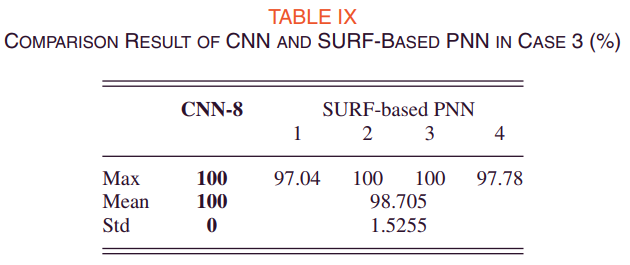 TABLE IX
COMPARISON RESULT OF CNN AND SURF-BASED PNN IN CASE 3 (%)
CNN-8 SURF-based PNN
1 2 3 4
Max 100 97.04 100 100 97.78
Mean 100 98.705
Std 0 1.5255